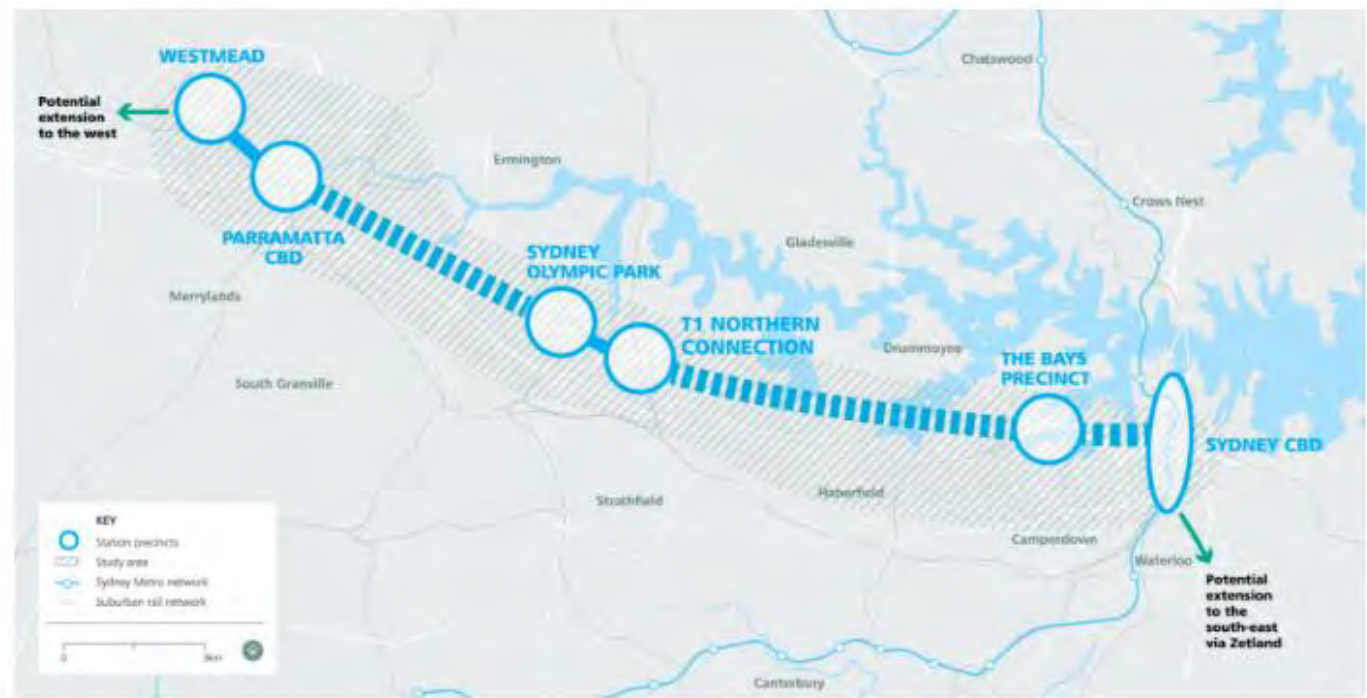 WESTMEAD
Potential
extension
to the west
Chatswood
Ermington
Crows Nest
PARRAMATTA
CBD
SYDNEY
OLYMPIC PARK
Gladesville
Merrylands
T1 NORTHERN
CONNECTION
Drummoyne
THE BAYS
PRECINCT
South Granville
SYDNEY CBD
Strathfield
Haberfield
Camperdown
Waterloo
Potential
extension
to the
south-east
via Zetland
Canterbury
KEY
Station precincts
Study area
Sydney Metro network
Suburban rail network
0